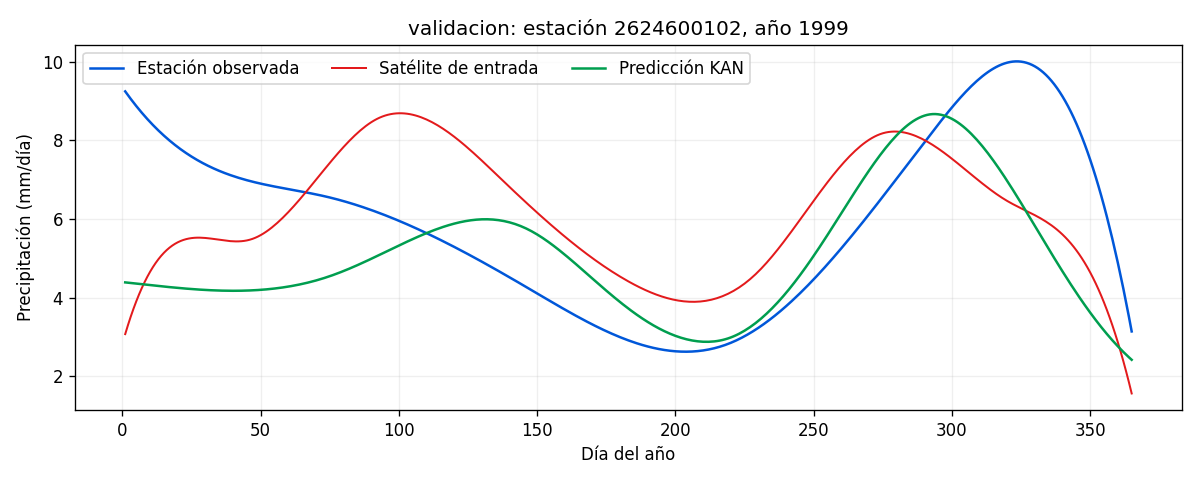 validacion: estación 2624600102, año 1999
Estación observada Satélite de entrada Predicción KAN
Precipitación (mm/día)
10
8
6
4
2
0 50 100 150 200 250 300 350
Día del año